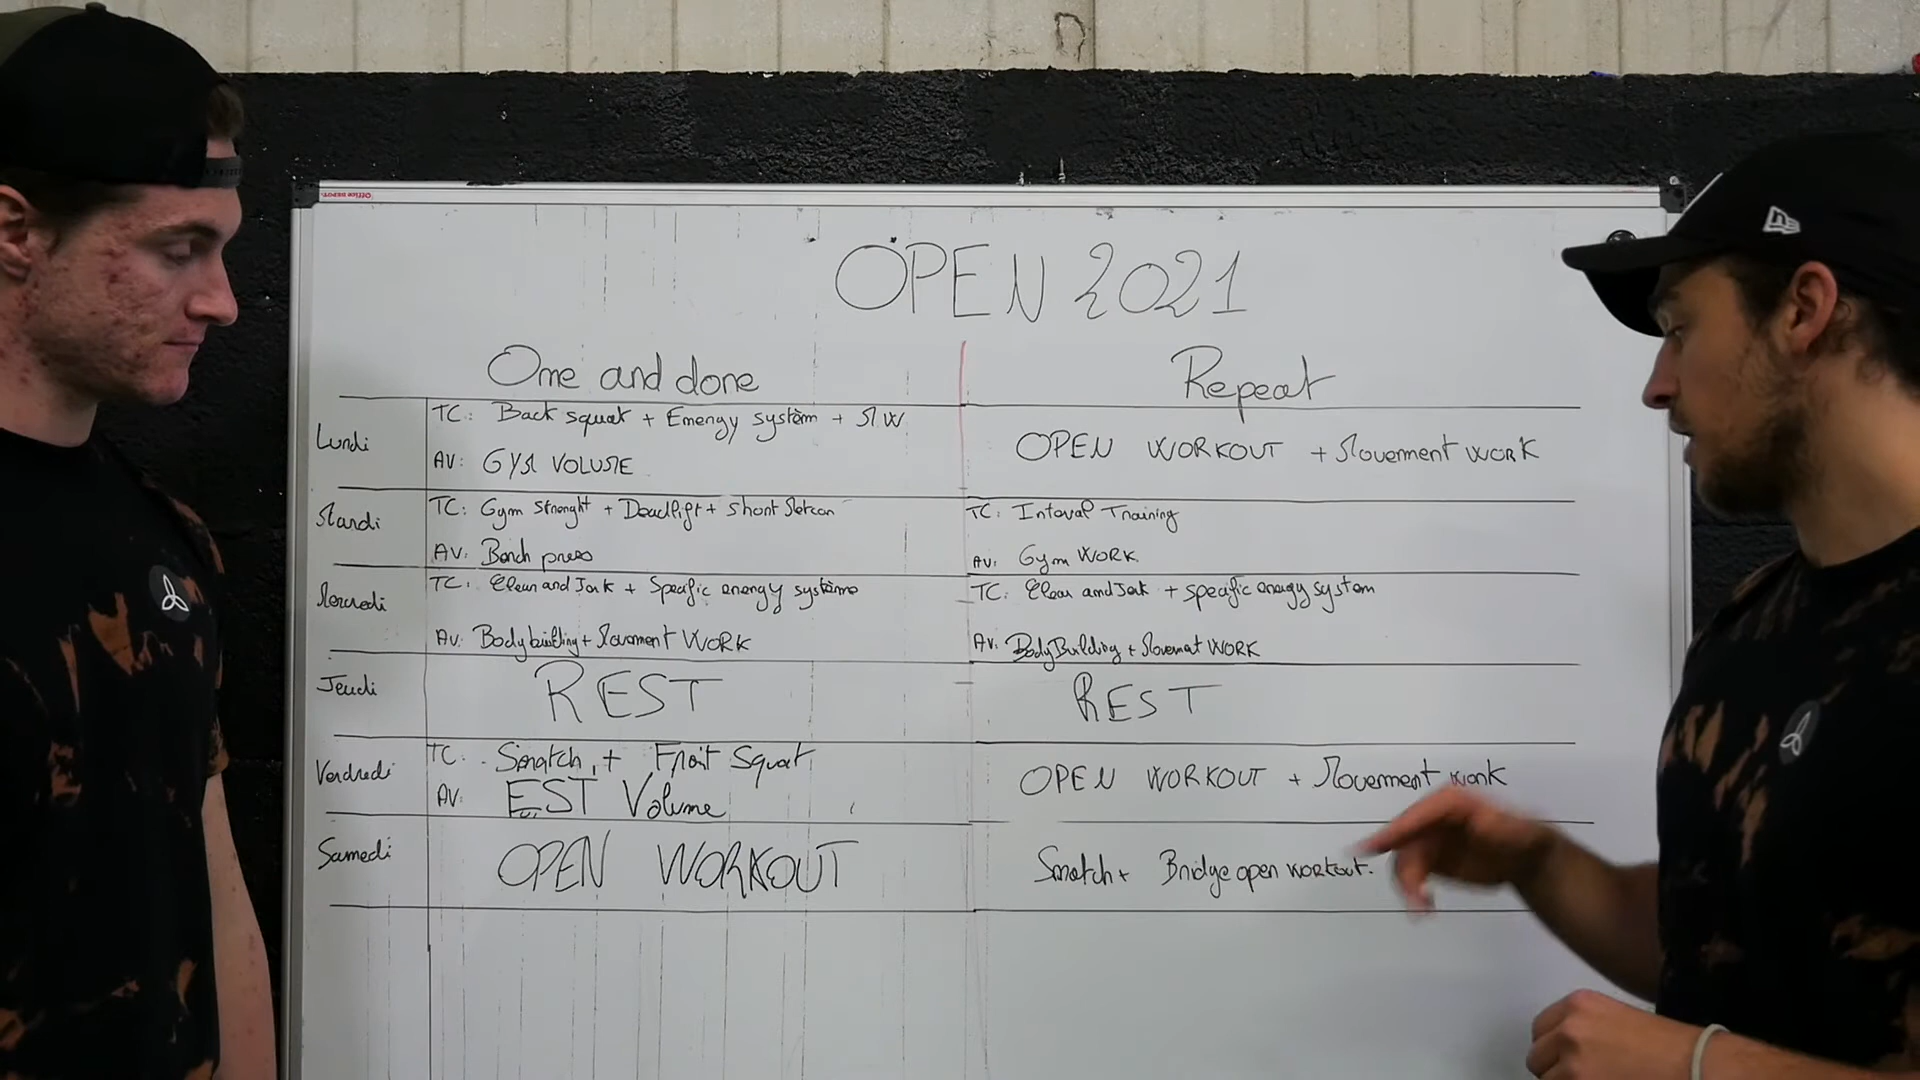 OFFICE DEPOT
OPEN 2021
One and done
Repeat
Lundi
TC: Back squat + Energy system + M.W
AV: GYM VOLUME
OPEN WORKOUT + Movement WORK
Mardi
TC: Gym Strenght + Deadlift + short Metcon
AV: Bench press
TC: Interval Training
AV: Gym WORK
Mercredi
TC: Clean and Jerk + Specific energy système
AV: Bodybuilding + Movement WORK
TC: Clean and Jerk + specific energy system
AV: BodyBuilding + Movement WORK
Jeudi
REST
REST
Vendredi
TC: Snatch + Front Squat
AV: EST Volume
OPEN WORKOUT + Movement work
Samedi
OPEN WORKOUT
Snatch + Bridge open workout.